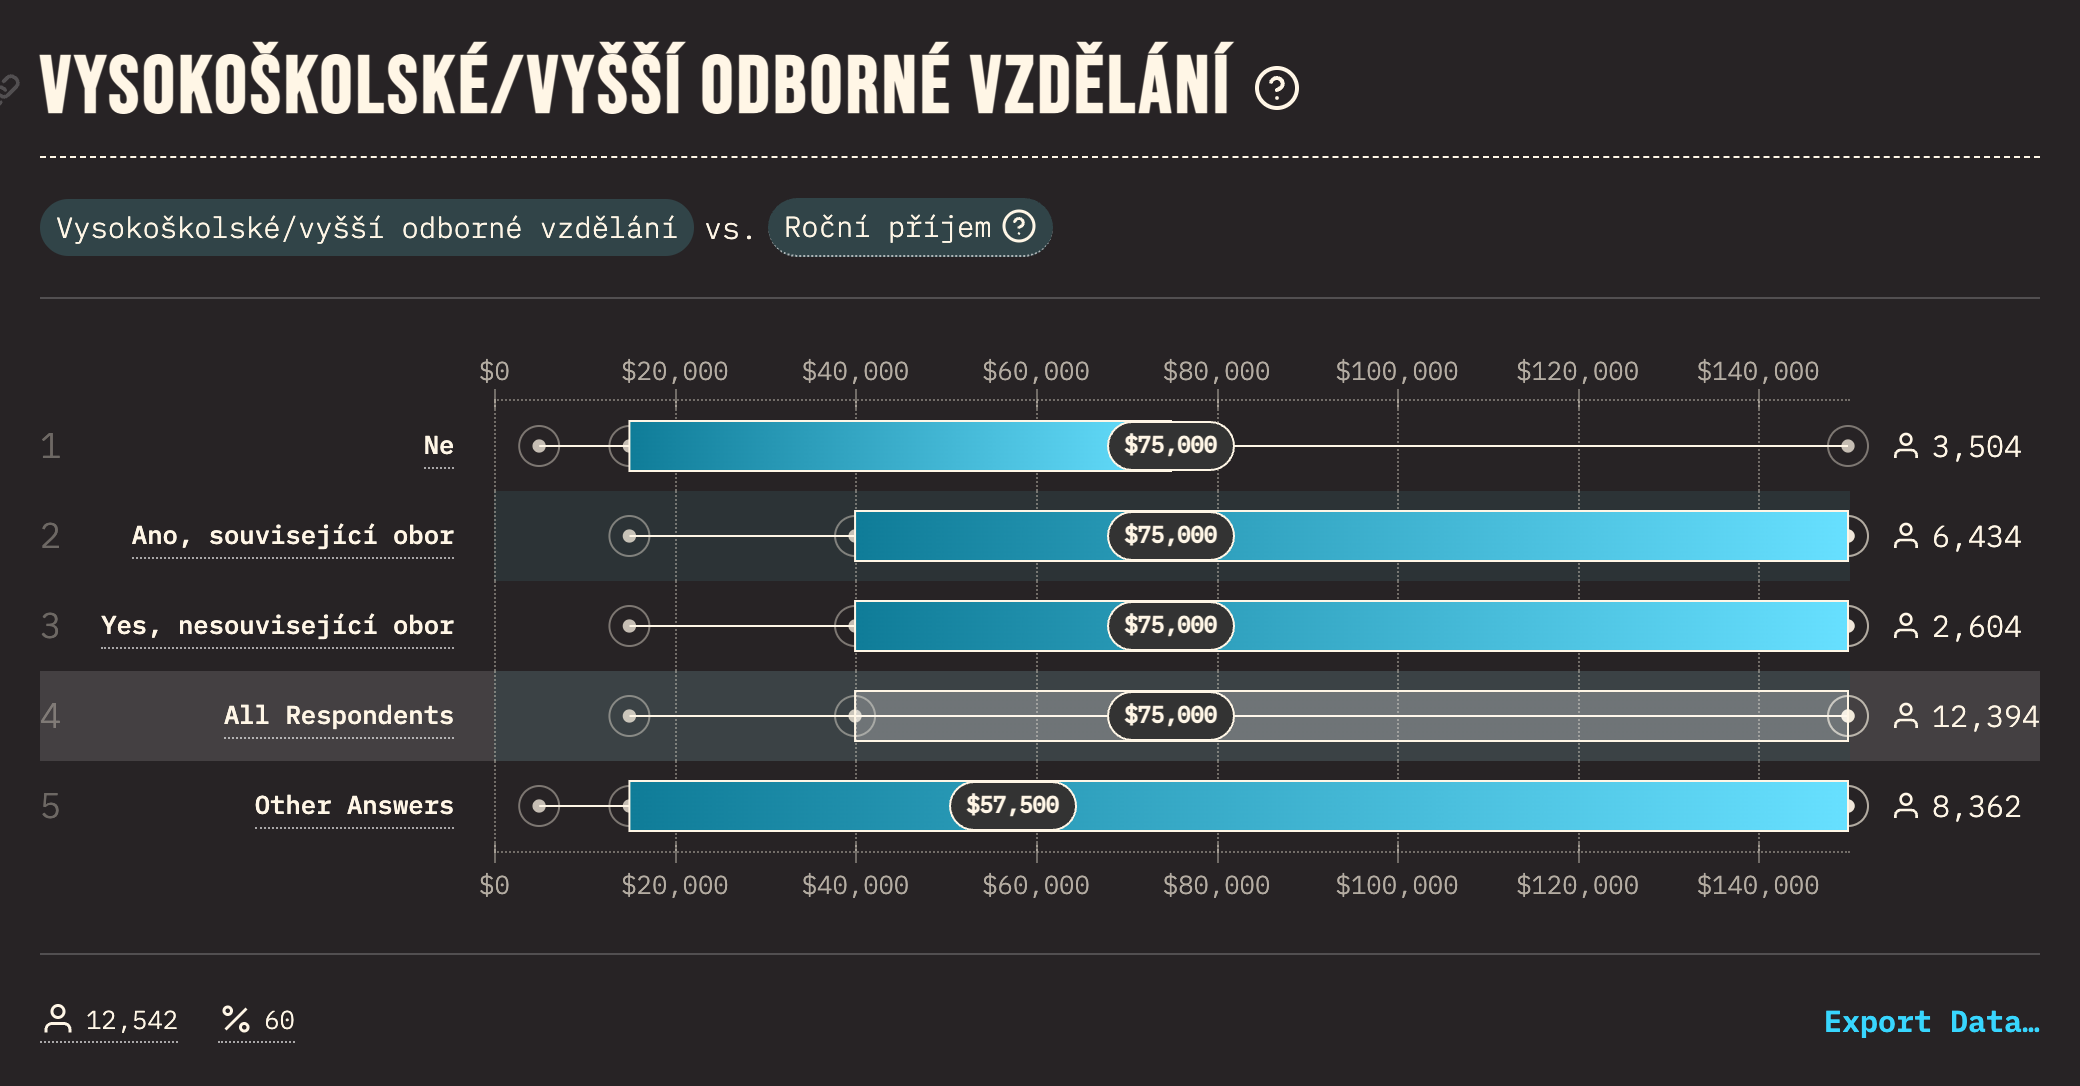 VYSOKOŠKOLSKÉ/VYŠŠÍ ODBORNÉ VZDĚLÁNÍ ?
Vysokoškolské/vyšší odborné vzdělání vs. Roční příjem ?
$0 $20,000 $40,000 $60,000 $80,000 $100,000 $120,000 $140,000
1 Ne $75,000 3,504
2 Ano, související obor $75,000 6,434
3 Yes, nesouvisející obor $75,000 2,604
4 All Respondents $75,000 12,394
5 Other Answers $57,500 8,362
$0 $20,000 $40,000 $60,000 $80,000 $100,000 $120,000 $140,000
12,542 % 60 Export Data…